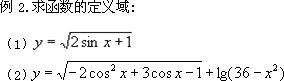 例 2.求函数的定义域:
(1) y = √(2 sin x + 1)
(2) y = √(−2cos² x + 3cos x − 1) + lg(36 − x²)